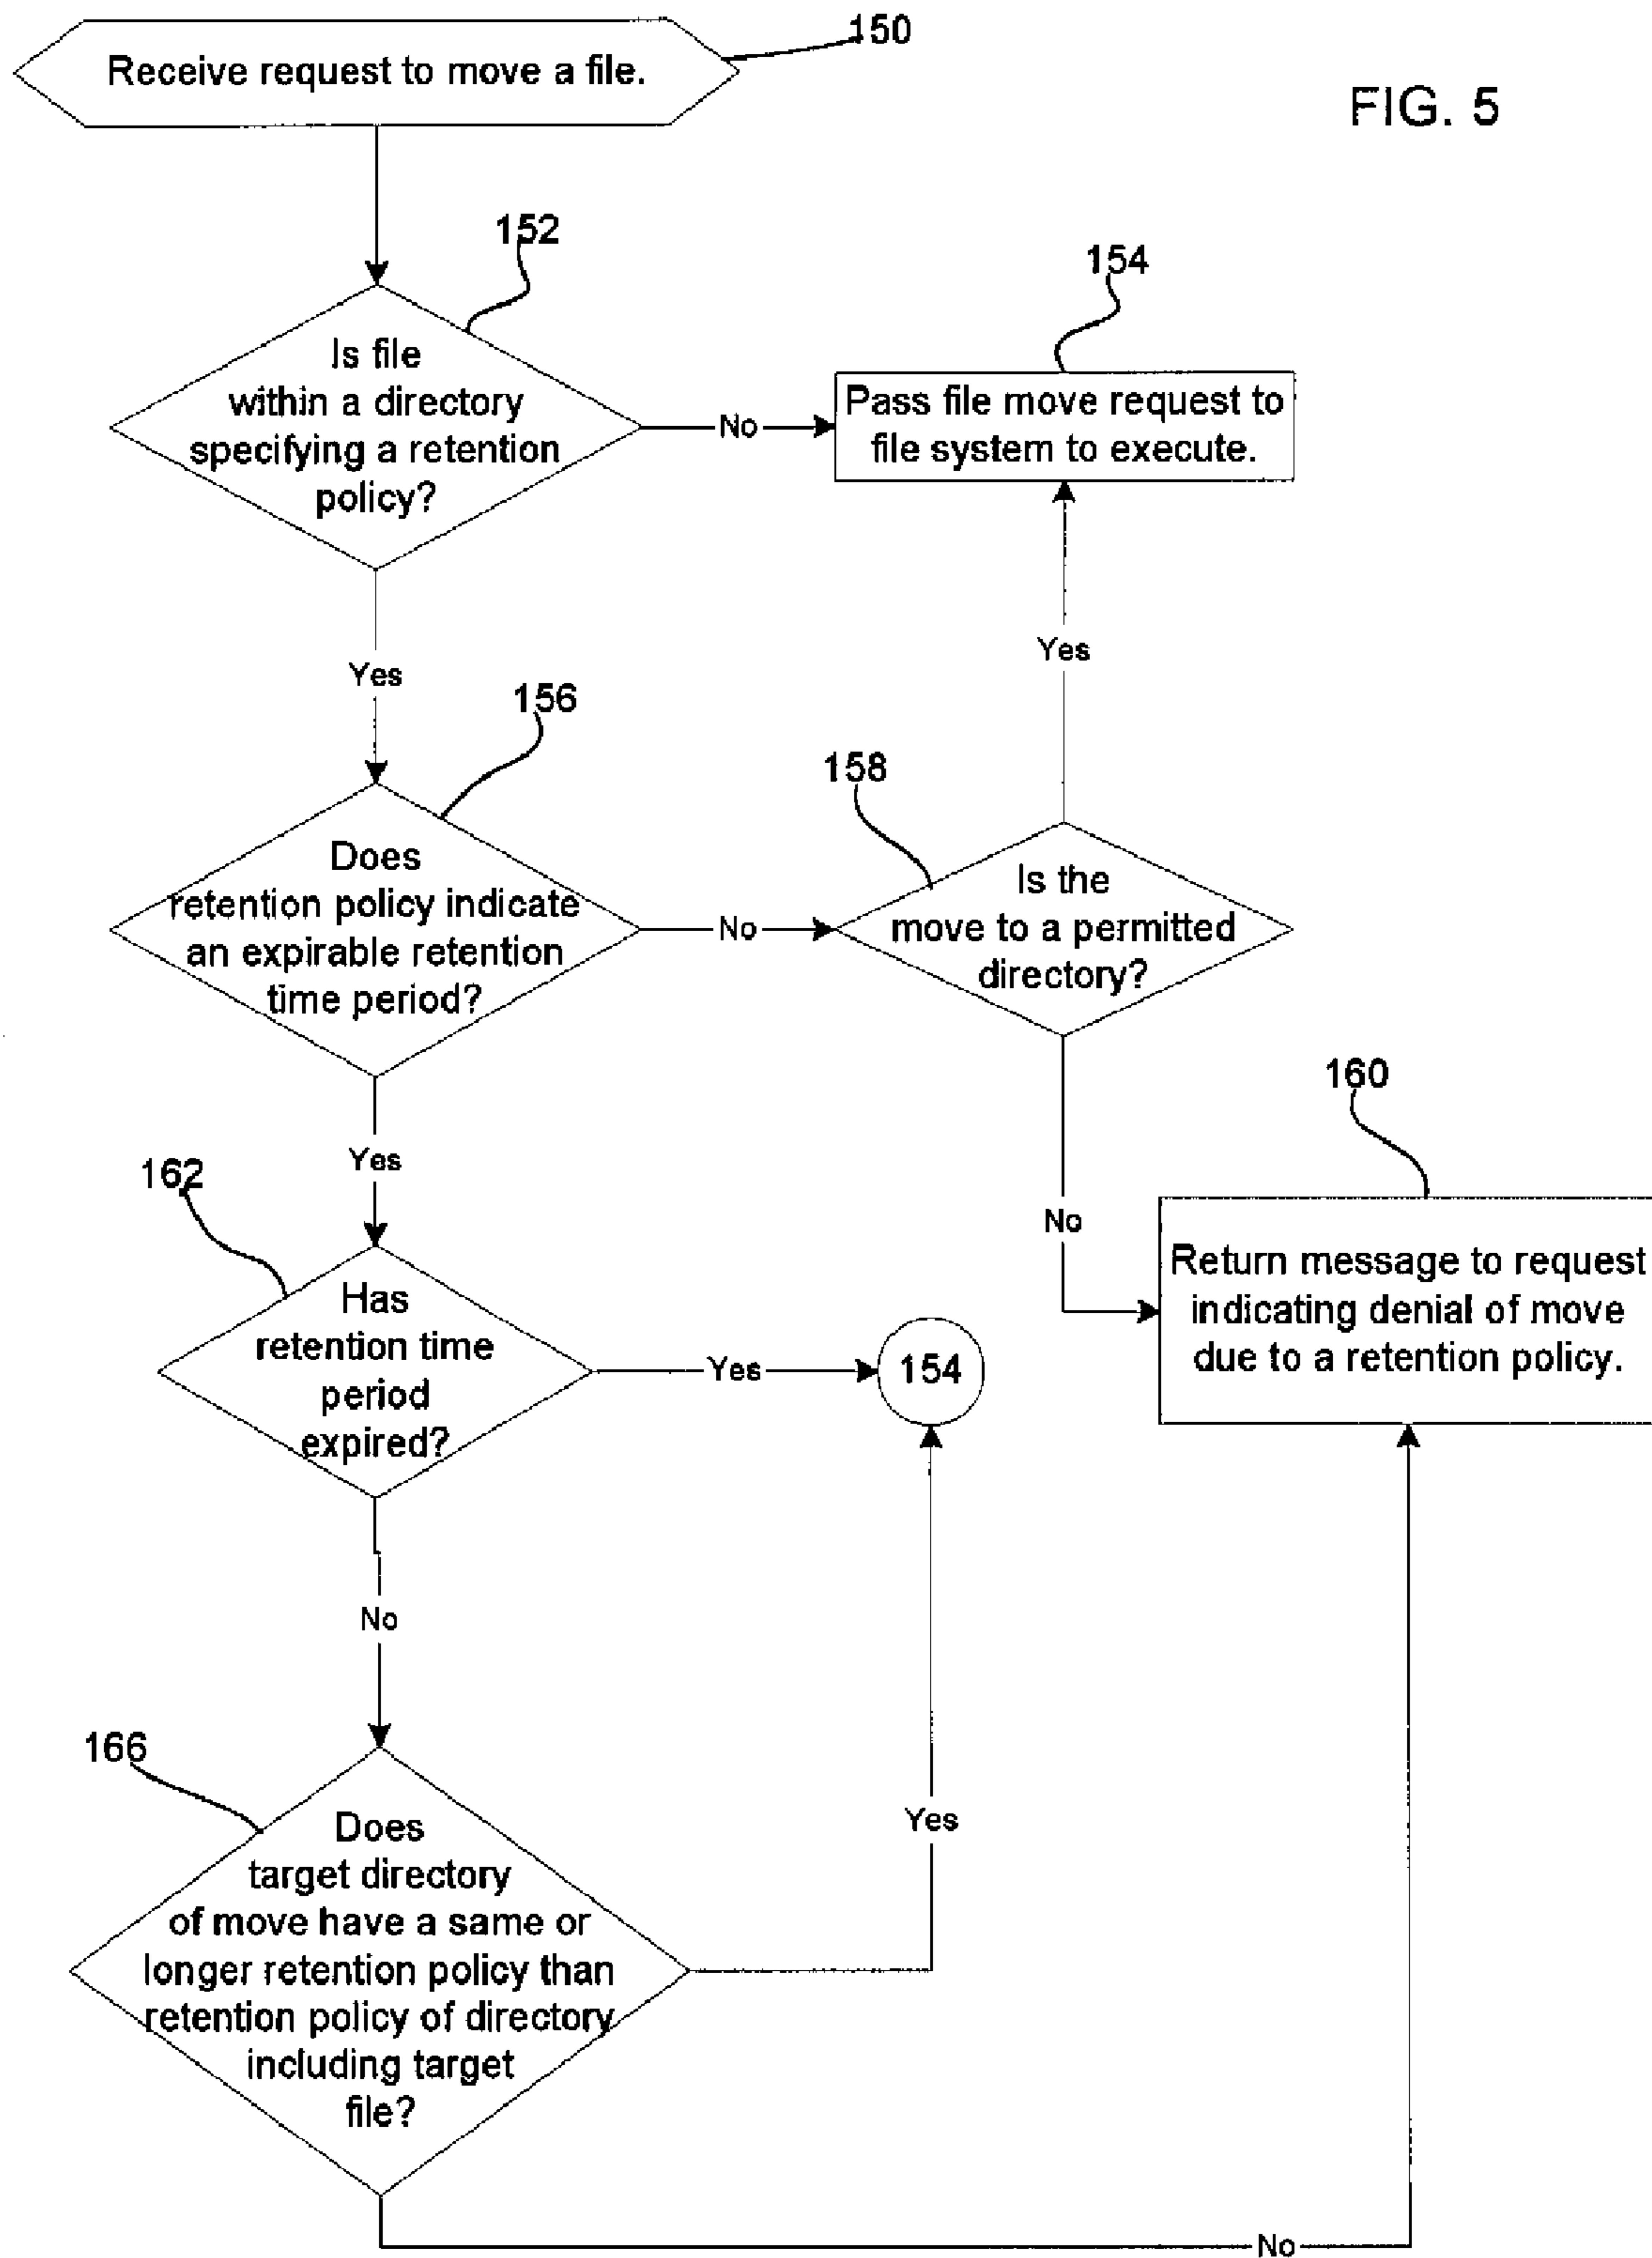 150
Receive request to move a file.
FIG. 5
152
154
Is file
within a directory
specifying a retention
policy?
No
Pass file move request to
file system to execute.
Yes
Yes
156
158
Does
retention policy indicate
an expirable retention
time period?
No
Is the
move to a permitted
directory?
160
Yes
162
No
Return message to request
indicating denial of move
due to a retention policy.
Has
retention time
period
expired?
Yes
154
No
166
Yes
Does
target directory
of move have a same or
longer retention policy than
retention policy of directory
including target
file?
No